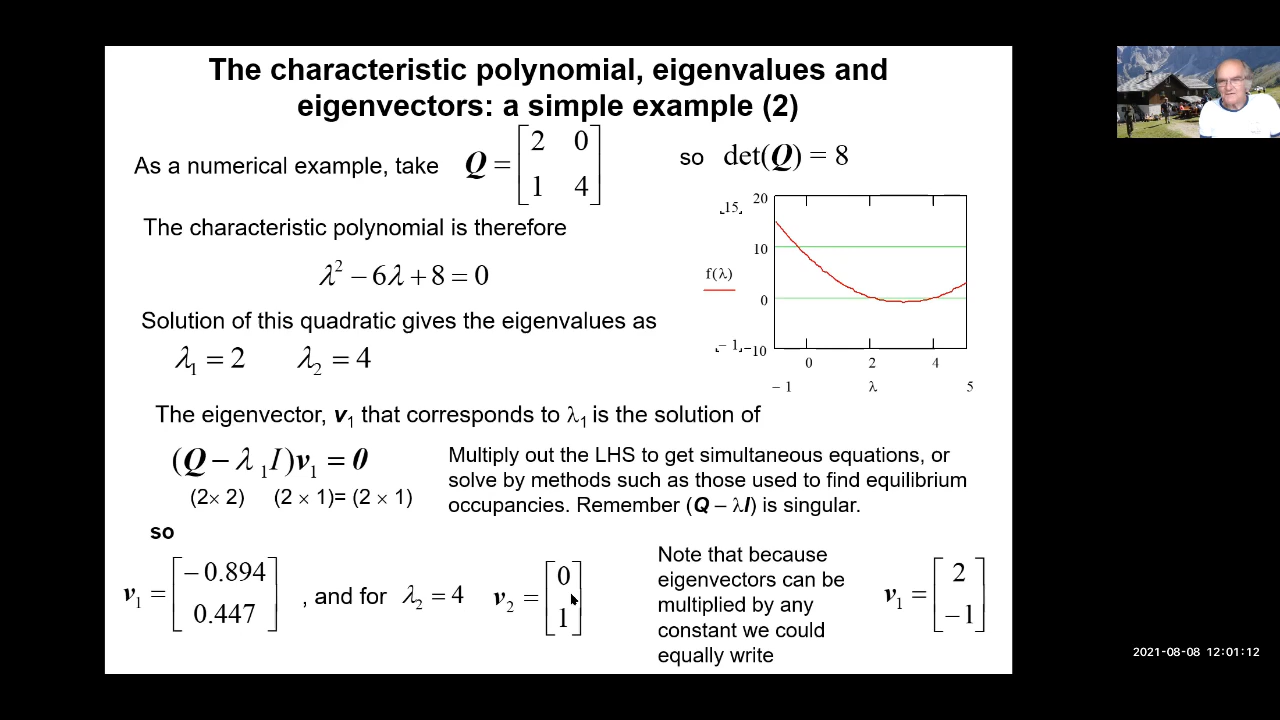 The characteristic polynomial, eigenvalues and
eigenvectors: a simple example (2)
As a numerical example, take Q = [2 0
1 4]
so det(Q) = 8
The characteristic polynomial is therefore
λ² − 6λ + 8 = 0
Solution of this quadratic gives the eigenvalues as
λ₁ = 2 λ₂ = 4
15
20
10
0
−10
− 1
f(λ)
0 2 4
− 1 λ 5
The eigenvector, v₁ that corresponds to λ₁ is the solution of
(Q − λ ₁I)v₁ = 0
(2× 2) (2 × 1)= (2 × 1)
Multiply out the LHS to get simultaneous equations, or
solve by methods such as those used to find equilibrium
occupancies. Remember (Q – λI) is singular.
so
v₁ = [− 0.894
0.447]
, and for λ₂ = 4 v₂ = [0
1]
Note that because
eigenvectors can be
multiplied by any
constant we could
equally write
v₁ = [2
−1]
2021-08-08 12:01:12